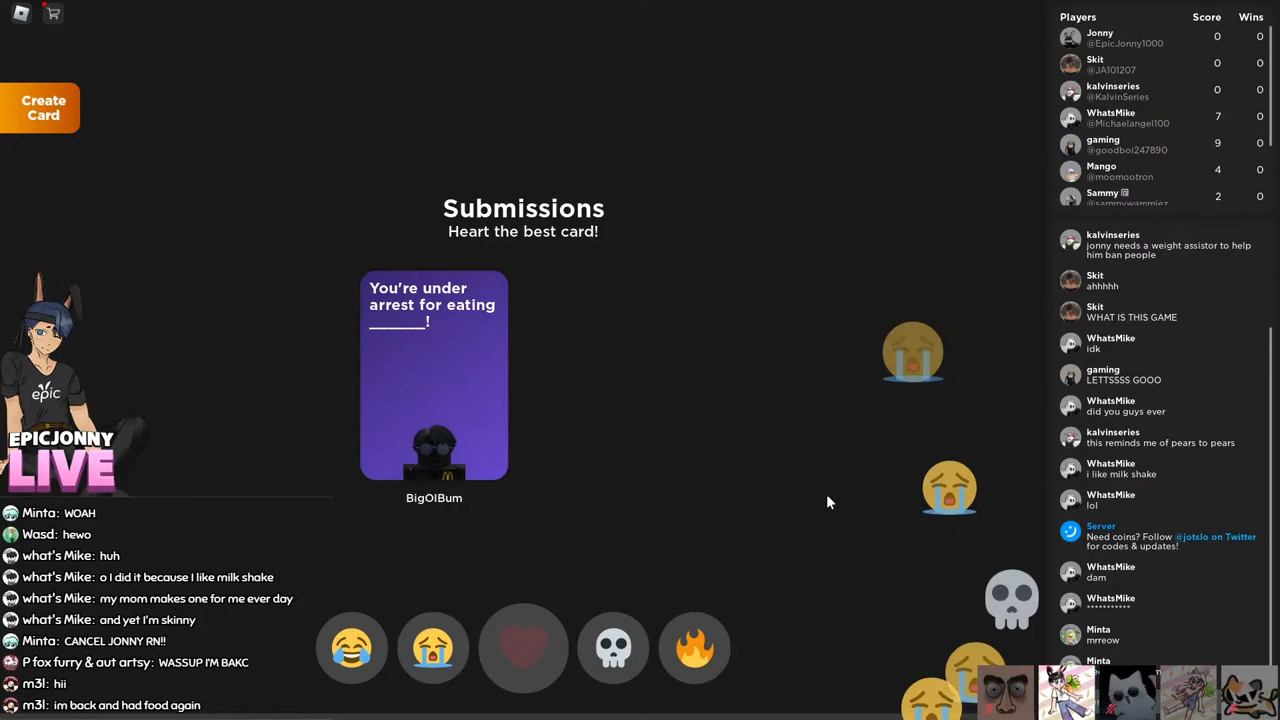 Create
Card
Submissions
Heart the best card!
You're under
arrest for eating
______!
BigOlBum
epic
EPICJONNY
LIVE
Minta: WOAH
Wasd: hewo
what's Mike: huh
what's Mike: o I did it because I like milk shake
what's Mike: my mom makes one for me ever day
what's Mike: and yet I'm skinny
Minta: CANCEL JONNY RN!!
P fox furry & aut artsy: WASSUP I'M BAKC
m3l: hii
m3l: im back and had food again
Players Score Wins
Jonny
@EpicJonny1000 0 0
Skit
@JA101207 0 0
kalvinseries
@KalvinSeries 0 0
WhatsMike
@Michaelangel100 7 0
gaming
@goodboi247890 9 0
Mango
@moomootron 4 0
Sammy
@sammywammiez 2 0
kalvinseries
jonny needs a weight assistor to help
him ban people
Skit
ahhhhh
Skit
WHAT IS THIS GAME
WhatsMike
idk
gaming
LETTSSSS GOOO
WhatsMike
did you guys ever
kalvinseries
this reminds me of pears to pears
WhatsMike
i like milk shake
WhatsMike
lol
Server
Need coins? Follow @jotslo on Twitter
for codes & updates!
WhatsMike
dam
WhatsMike
***********
Minta
mrreow
Minta